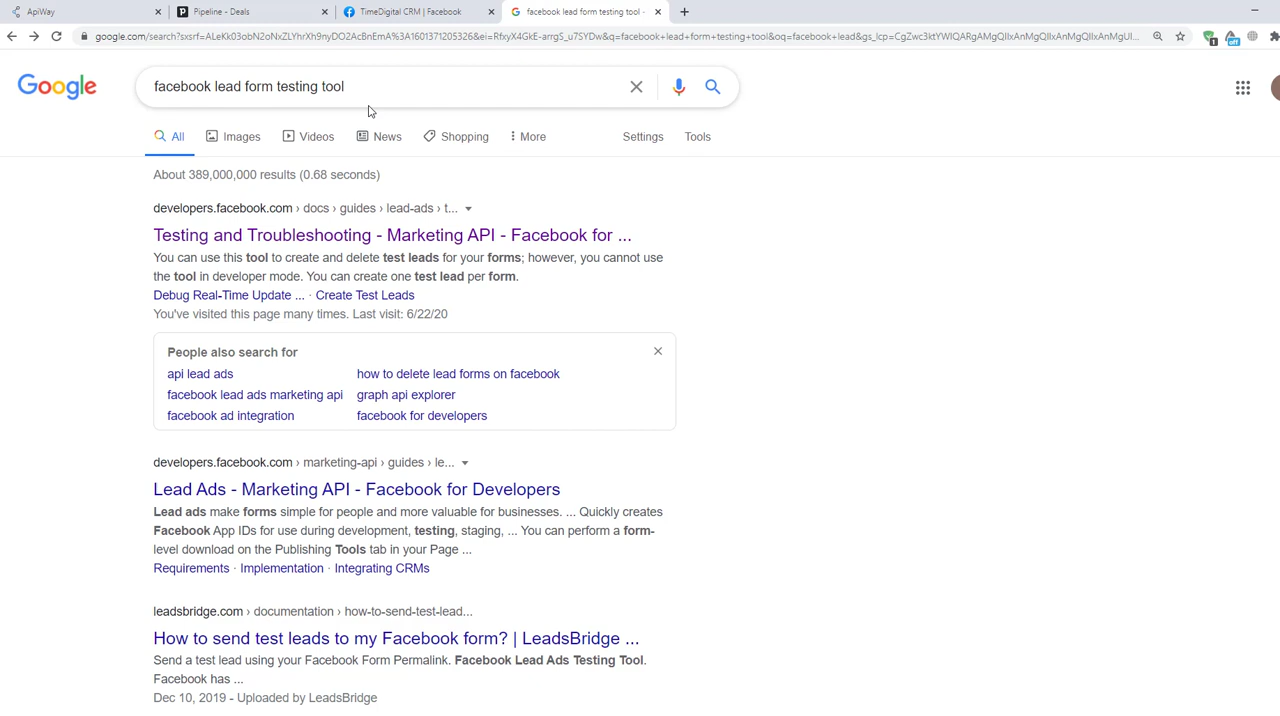 ApiWay
Pipeline - Deals
TimeDigital CRM | Facebook
facebook lead form testing tool -
Google
facebook lead form testing tool
All
Images
Videos
News
Shopping
More
Settings
Tools
About 389,000,000 results (0.68 seconds)
developers.facebook.com › docs › guides › lead-ads › t...
Testing and Troubleshooting - Marketing API - Facebook for ...
You can use this tool to create and delete test leads for your forms; however, you cannot use
the tool in developer mode. You can create one test lead per form.
Debug Real-Time Update ... · Create Test Leads
You've visited this page many times. Last visit: 6/22/20
People also search for
api lead ads
how to delete lead forms on facebook
facebook lead ads marketing api
graph api explorer
facebook ad integration
facebook for developers
developers.facebook.com › marketing-api › guides › le...
Lead Ads - Marketing API - Facebook for Developers
Lead ads make forms simple for people and more valuable for businesses. ... Quickly creates
Facebook App IDs for use during development, testing, staging, ... You can perform a form-
level download on the Publishing Tools tab in your Page ...
Requirements · Implementation · Integrating CRMs
leadsbridge.com › documentation › how-to-send-test-lead...
How to send test leads to my Facebook form? | LeadsBridge ...
Send a test lead using your Facebook Form Permalink. Facebook Lead Ads Testing Tool.
Facebook has ...
Dec 10, 2019 - Uploaded by LeadsBridge